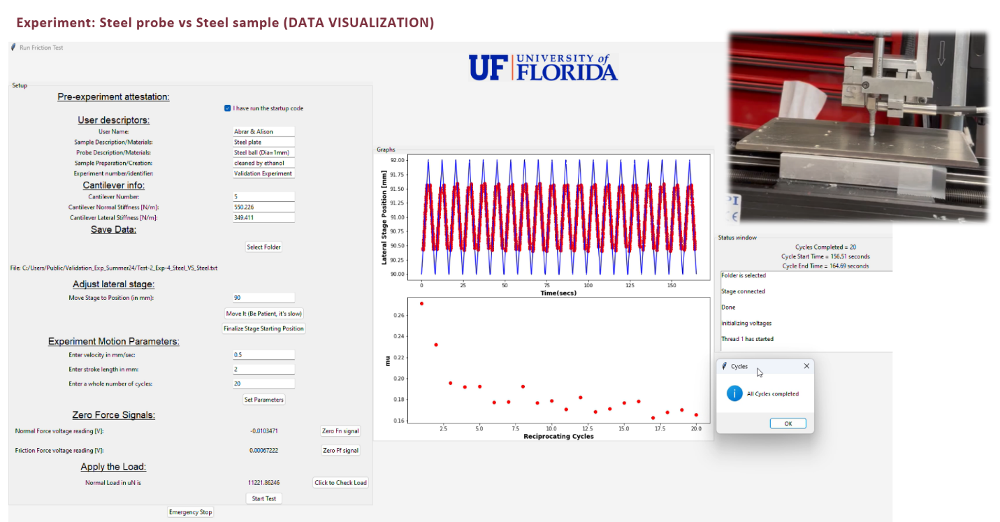 Experiment: Steel probe vs Steel sample (DATA VISUALIZATION)
Run Friction Test
UF UNIVERSITY of FLORIDA
Setup
Pre-experiment attestation:
I have run the startup code
User descriptors:
User Name: Abrar & Alison
Sample Description/Materials: Steel plate
Probe Description/Materials: Steel ball (Dia=1mm)
Sample Preparation/Creation: cleaned by ethanol
Experiment number/identifier: Validation Experiment
Cantilever info:
Cantilever Number: 5
Cantilever Normal Stiffness [N/m]: 550.226
Cantilever Lateral Stiffness [N/m]: 349.411
Save Data:
Select Folder
File: C:/Users/Public/Validation_Exp_Summer24/Test-2_Exp-4_Steel_VS_Steel.txt
Adjust lateral stage:
Move Stage to Position (in mm): 90
Move It (Be Patient, it's slow)
Finalize Stage Starting Position
Experiment Motion Parameters:
Enter velocity in mm/sec: 0.5
Enter stroke length in mm: 2
Enter a whole number of cycles: 20
Set Parameters
Zero Force Signals:
Normal Force voltage reading [V]: -0.0103471 Zero Fn signal
Friction Force voltage reading [V]: 0.00067222 Zero Ff signal
Apply the Load:
Normal Load in uN is 11221.86246 Click to Check Load
Start Test
Emergency Stop
Graphs
Lateral Stage Position [mm]
92.00
91.75
91.50
91.25
91.00
90.75
90.50
90.25
90.00
0 25 50 75 100 125 150
Time(secs)
mu
0.26
0.24
0.22
0.20
0.18
0.16
2.5 5.0 7.5 10.0 12.5 15.0 17.5 20.0
Reciprocating Cycles
PI
CE
Status window
Cycles Completed = 20
Cycle Start Time = 156.51 seconds
Cycle End Time = 164.69 seconds
Folder is selected
Stage connected
Done
initializing voltages
Thread 1 has started
Cycles
All Cycles completed
OK